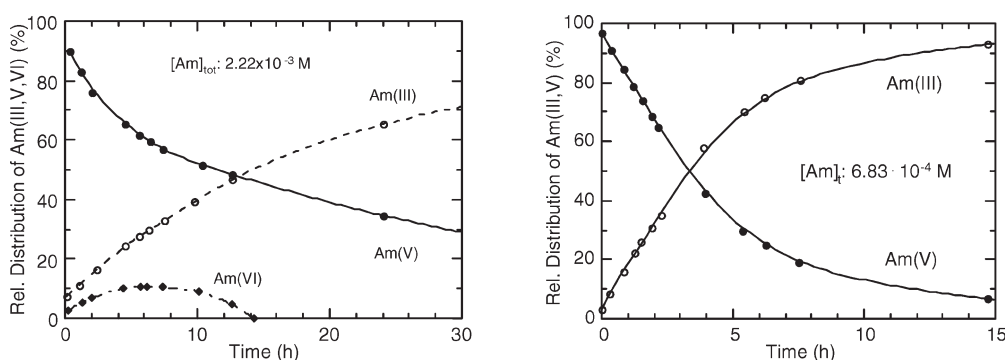 Rel. Distribution of Am(III,V,VI) (%)
100
80
60
40
20
0
[Am]tot: 2.22x10-3 M
Am(III)
Am(V)
Am(VI)
0 10 20 30
Time (h)
Rel. Distribution of Am(III,V) (%)
100
80
60
40
20
0
Am(III)
[Am]t: 6.83 · 10-4 M
Am(V)
0 5 10 15
Time (h)